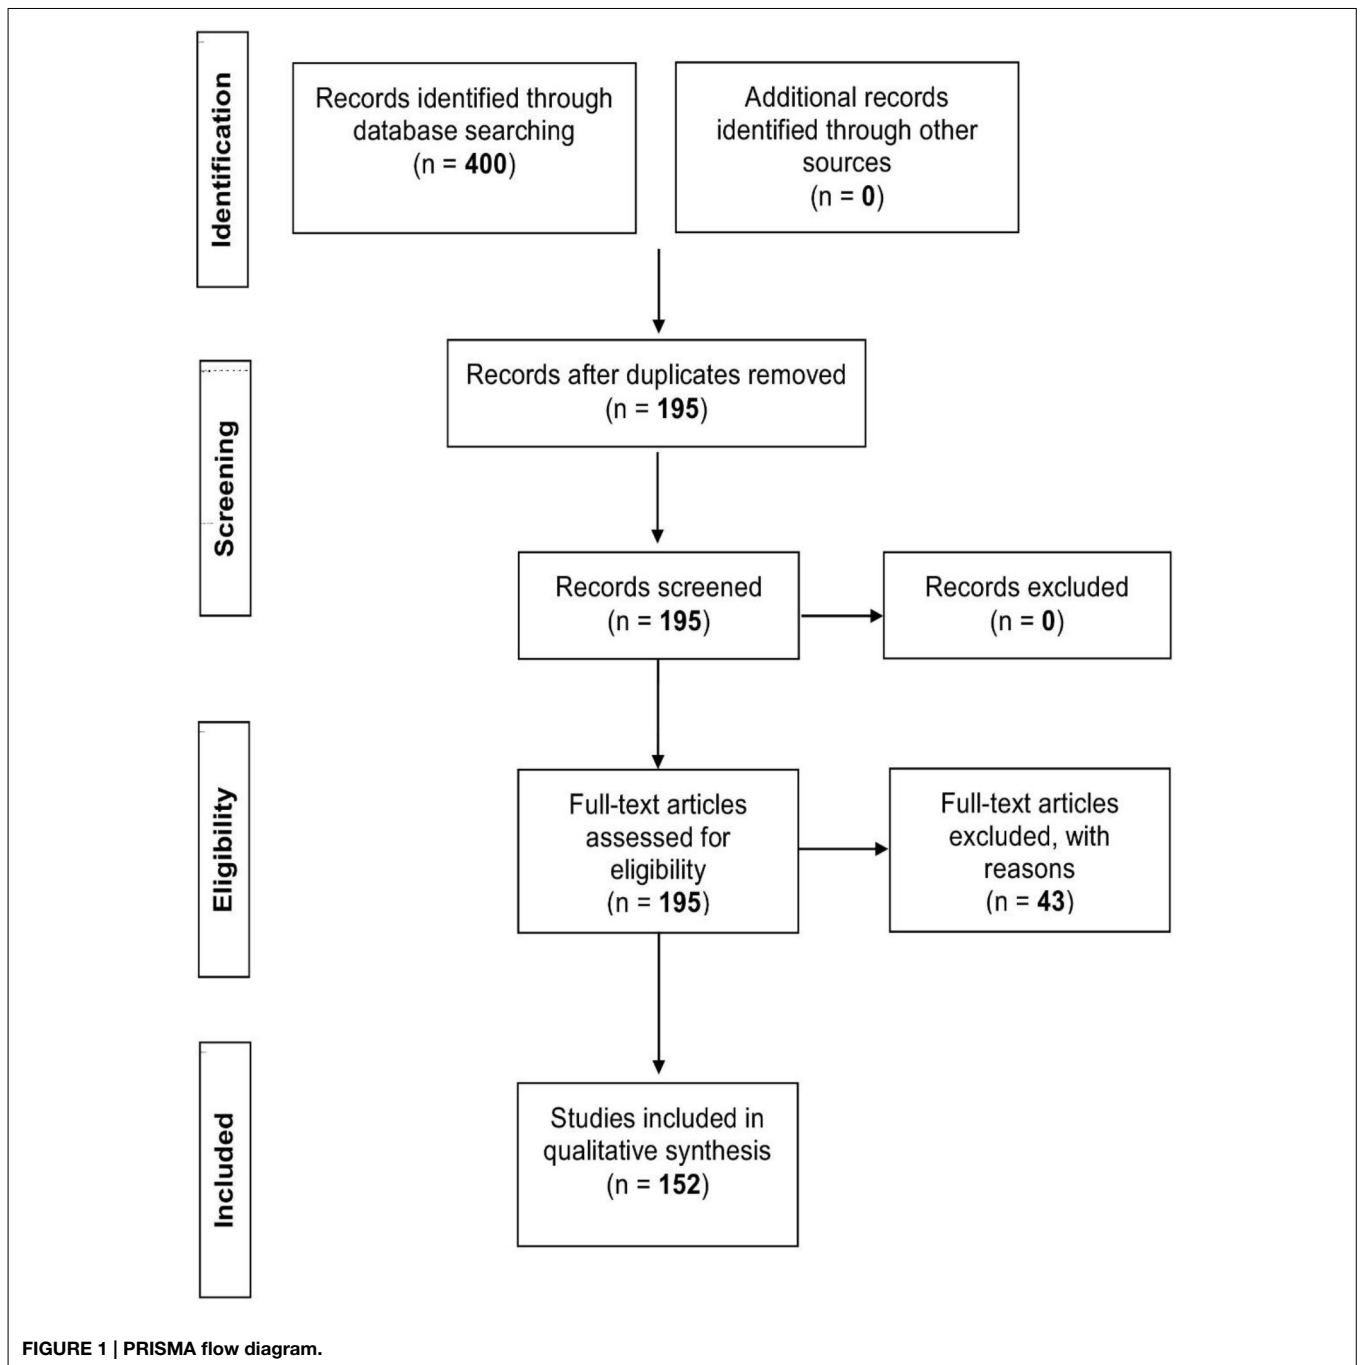 Identification
Records identified through
database searching
(n = 400)
Additional records
identified through other
sources
(n = 0)
Screening
Records after duplicates removed
(n = 195)
Records screened
(n = 195)
Records excluded
(n = 0)
Eligibility
Full-text articles
assessed for
eligibility
(n = 195)
Full-text articles
excluded, with
reasons
(n = 43)
Included
Studies included in
qualitative synthesis
(n = 152)
FIGURE 1 | PRISMA flow diagram.